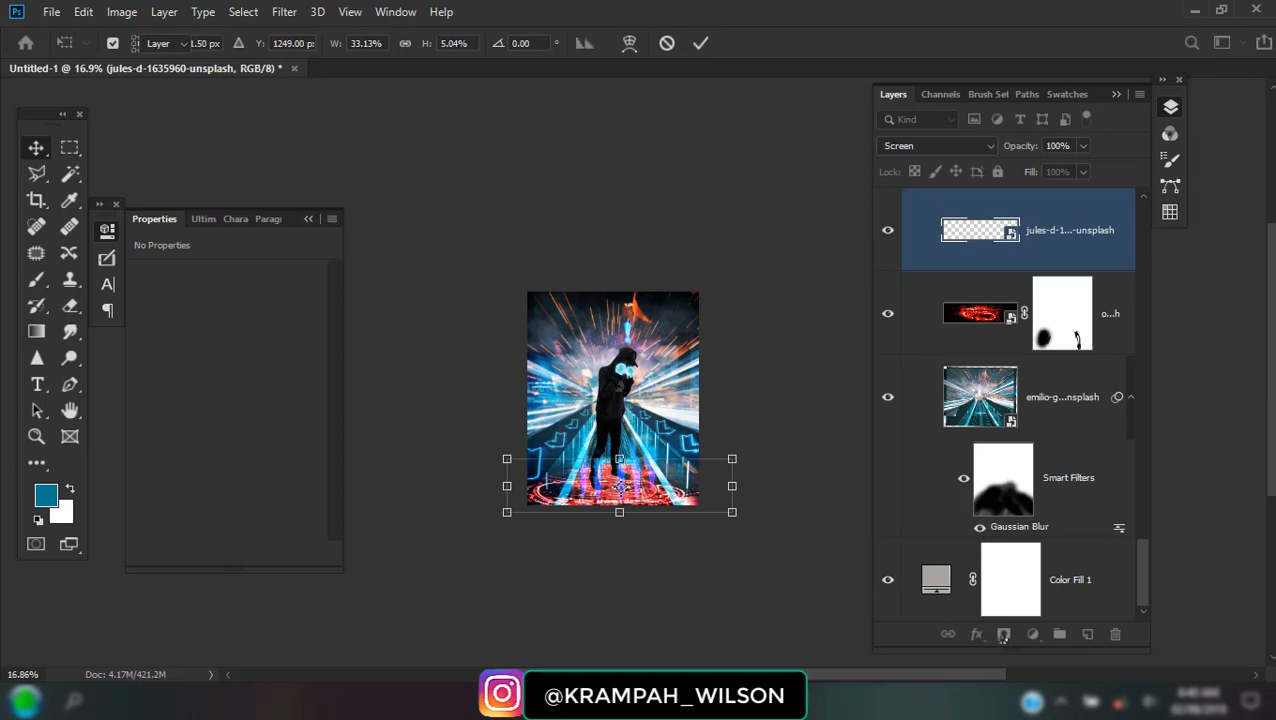 File Edit Image Layer Type Select Filter 3D View Window Help
Layer 1.50 px Y: 1249.00 px W: 33.13% H: 5.04% 0.00 °
Untitled-1 @ 16.9% (jules-d-1635960-unsplash, RGB/8) * ×
Properties Ultim Chara Paragr
No Properties
Layers Channels Brush Set Paths Swatches
Kind
Screen Opacity: 100%
Lock: Fill: 100%
jules-d-1...-unsplash
o...h
emilio-g...nsplash
Smart Filters
Gaussian Blur
Color Fill 1
16.86% Doc: 4.17M/421.2M
@KRAMPAH_WILSON